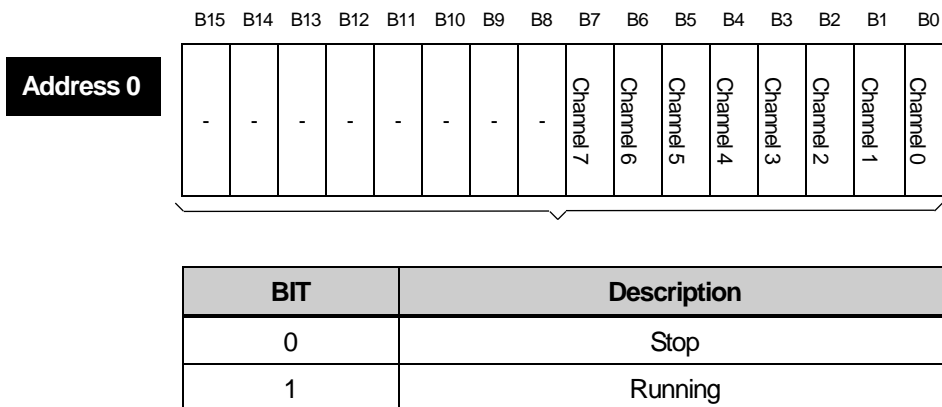 B15 B14 B13 B12 B11 B10 B9 B8 B7 B6 B5 B4 B3 B2 B1 B0
Address 0
- - - - - - - - Channel 7 Channel 6 Channel 5 Channel 4 Channel 3 Channel 2 Channel 1 Channel 0
BIT Description
0 Stop
1 Running